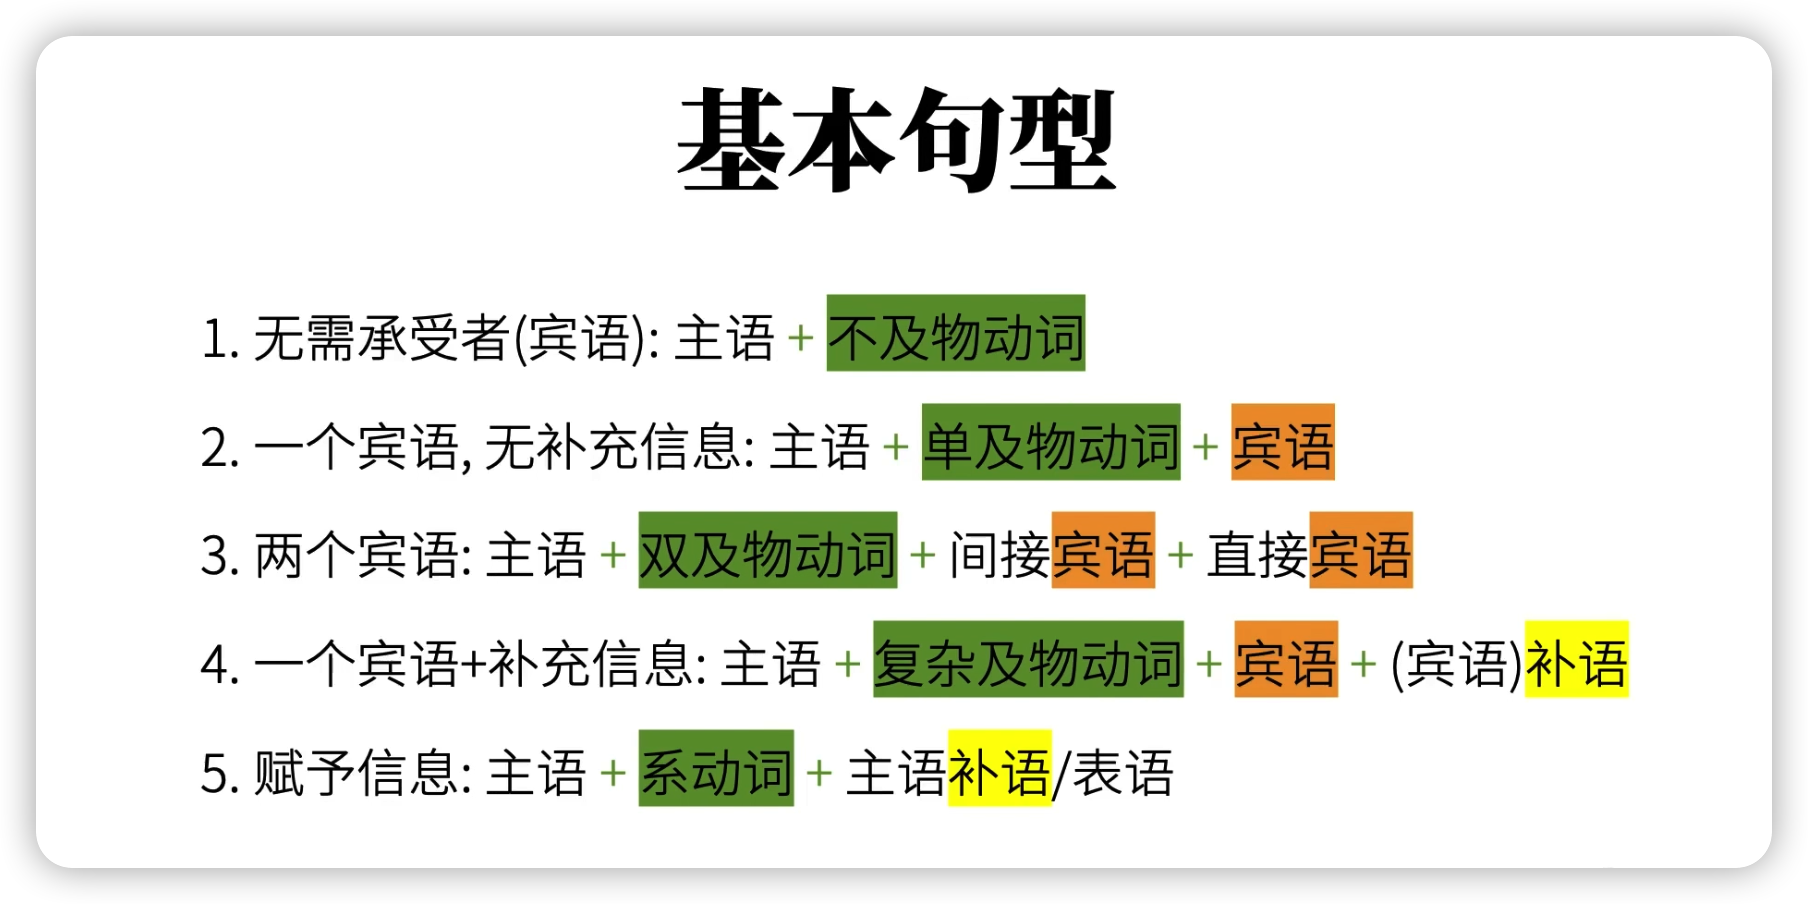 基本句型
1. 无需承受者(宾语): 主语 + 不及物动词
2. 一个宾语, 无补充信息: 主语 + 单及物动词 + 宾语
3. 两个宾语: 主语 + 双及物动词 + 间接宾语 + 直接宾语
4. 一个宾语+补充信息: 主语 + 复杂及物动词 + 宾语 + (宾语)补语
5. 赋予信息: 主语 + 系动词 + 主语补语/表语